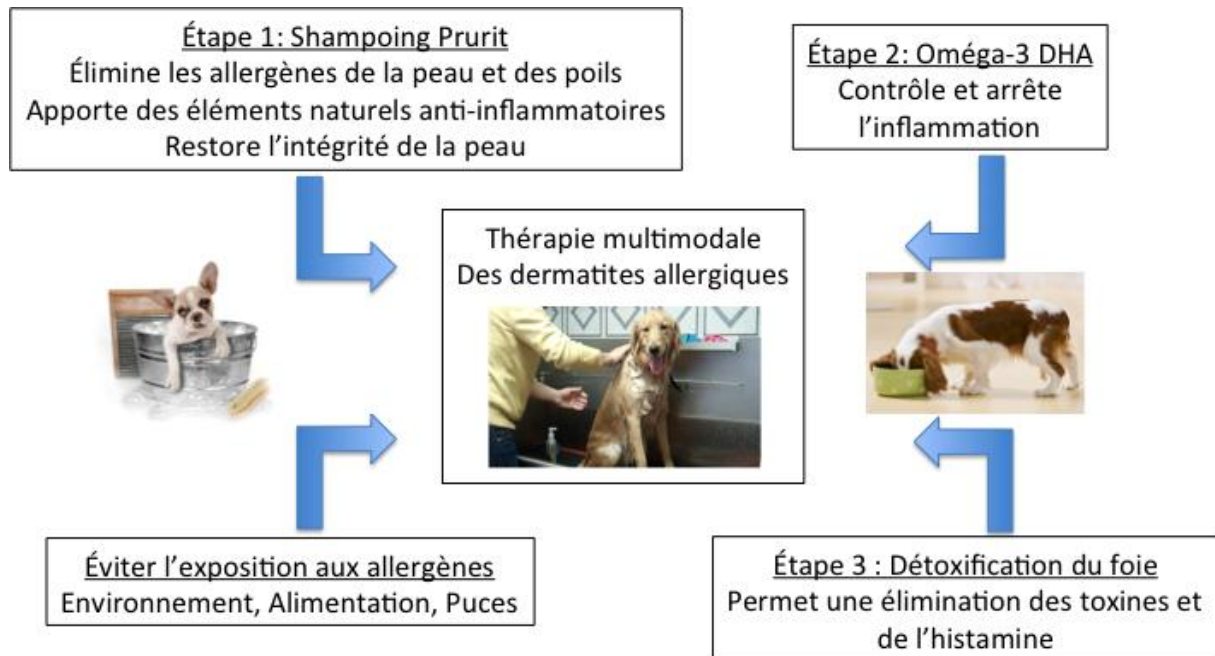 Étape 1: Shampoing Prurit
Élimine les allergènes de la peau et des poils
Apporte des éléments naturels anti-inflammatoires
Restore l'intégrité de la peau
Étape 2: Oméga-3 DHA
Contrôle et arrête
l'inflammation
Thérapie multimodale
Des dermatites allergiques
Éviter l'exposition aux allergènes
Environnement, Alimentation, Puces
Étape 3 : Détoxification du foie
Permet une élimination des toxines et
de l'histamine